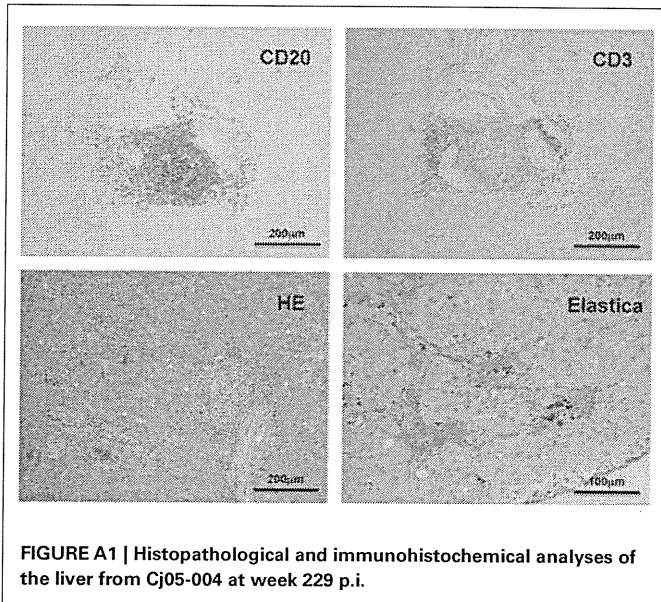 CD20
200μm
CD3
200μm
HE
200μm
Elastica
100μm
FIGURE A1 | Histopathological and immunohistochemical analyses of
the liver from Cj05-004 at week 229 p.i.